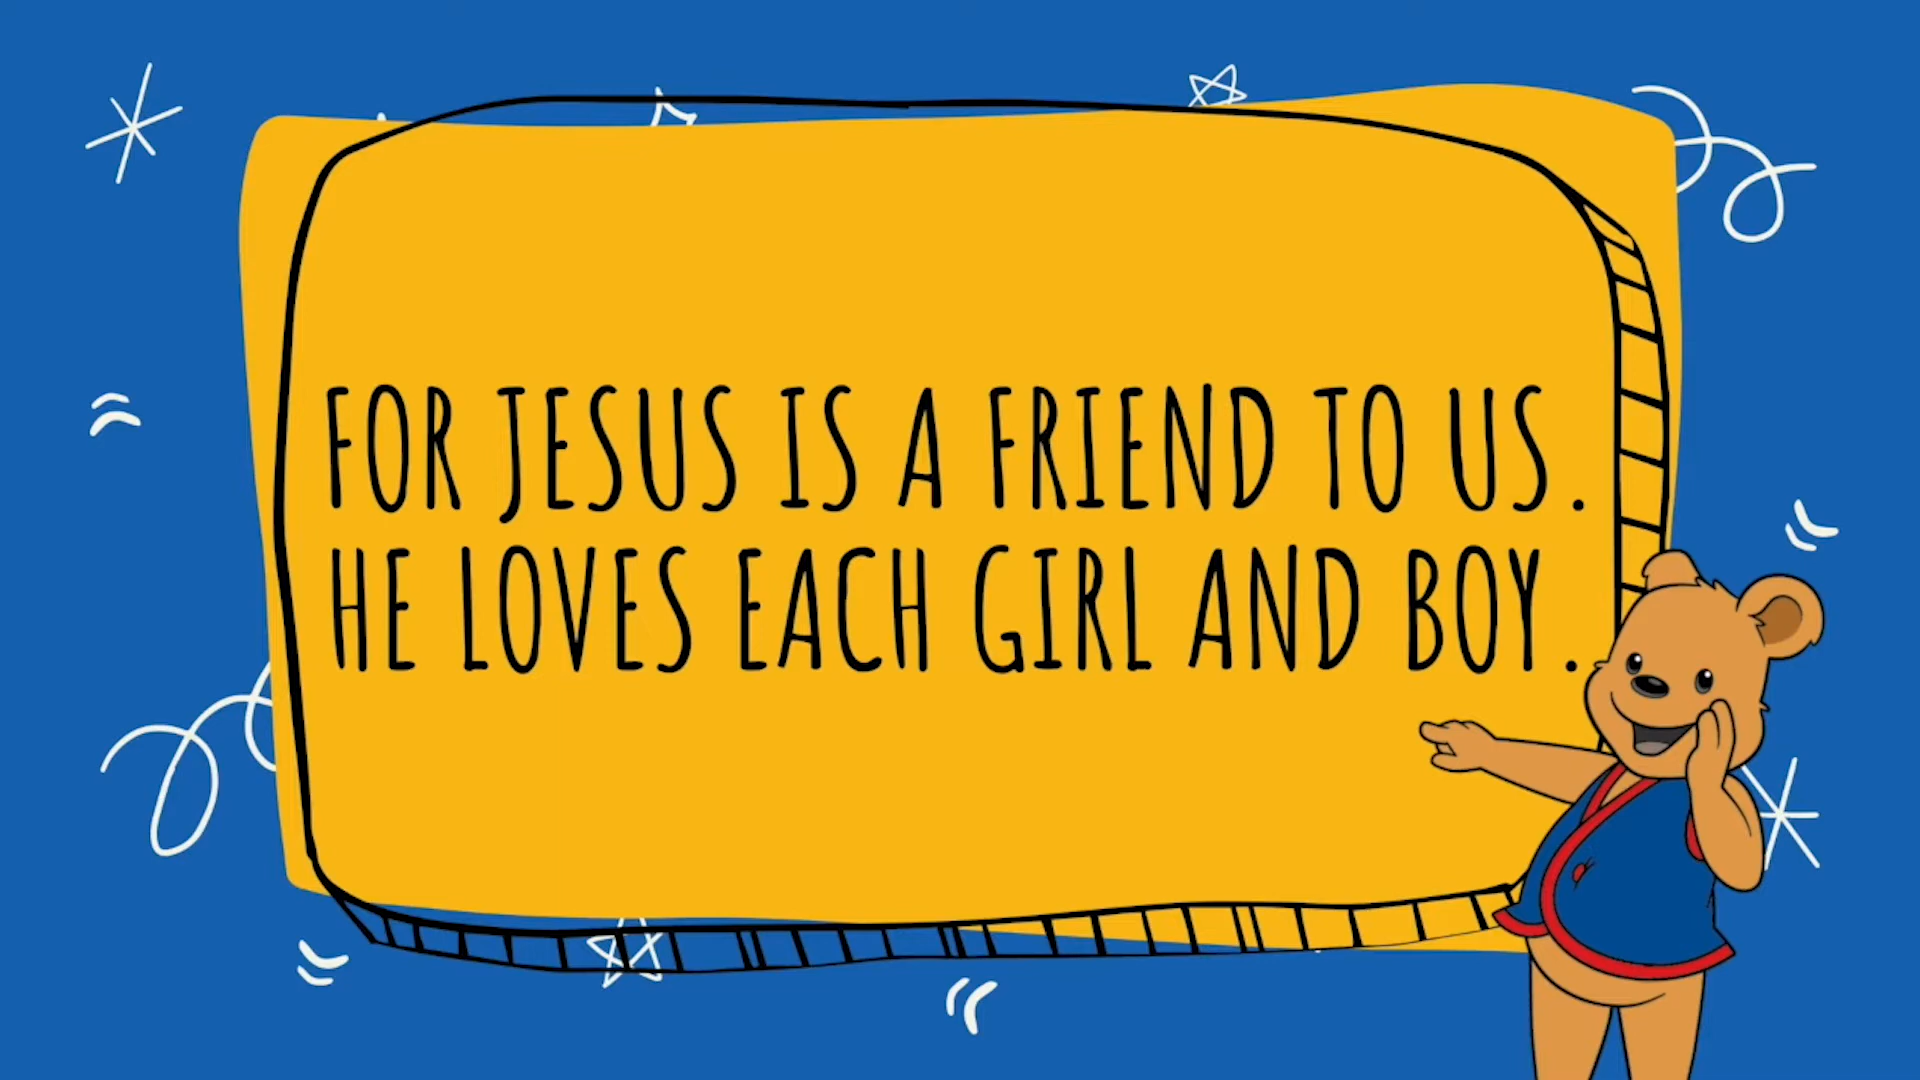 FOR JESUS IS A FRIEND TO US.
HE LOVES EACH GIRL AND BOY.